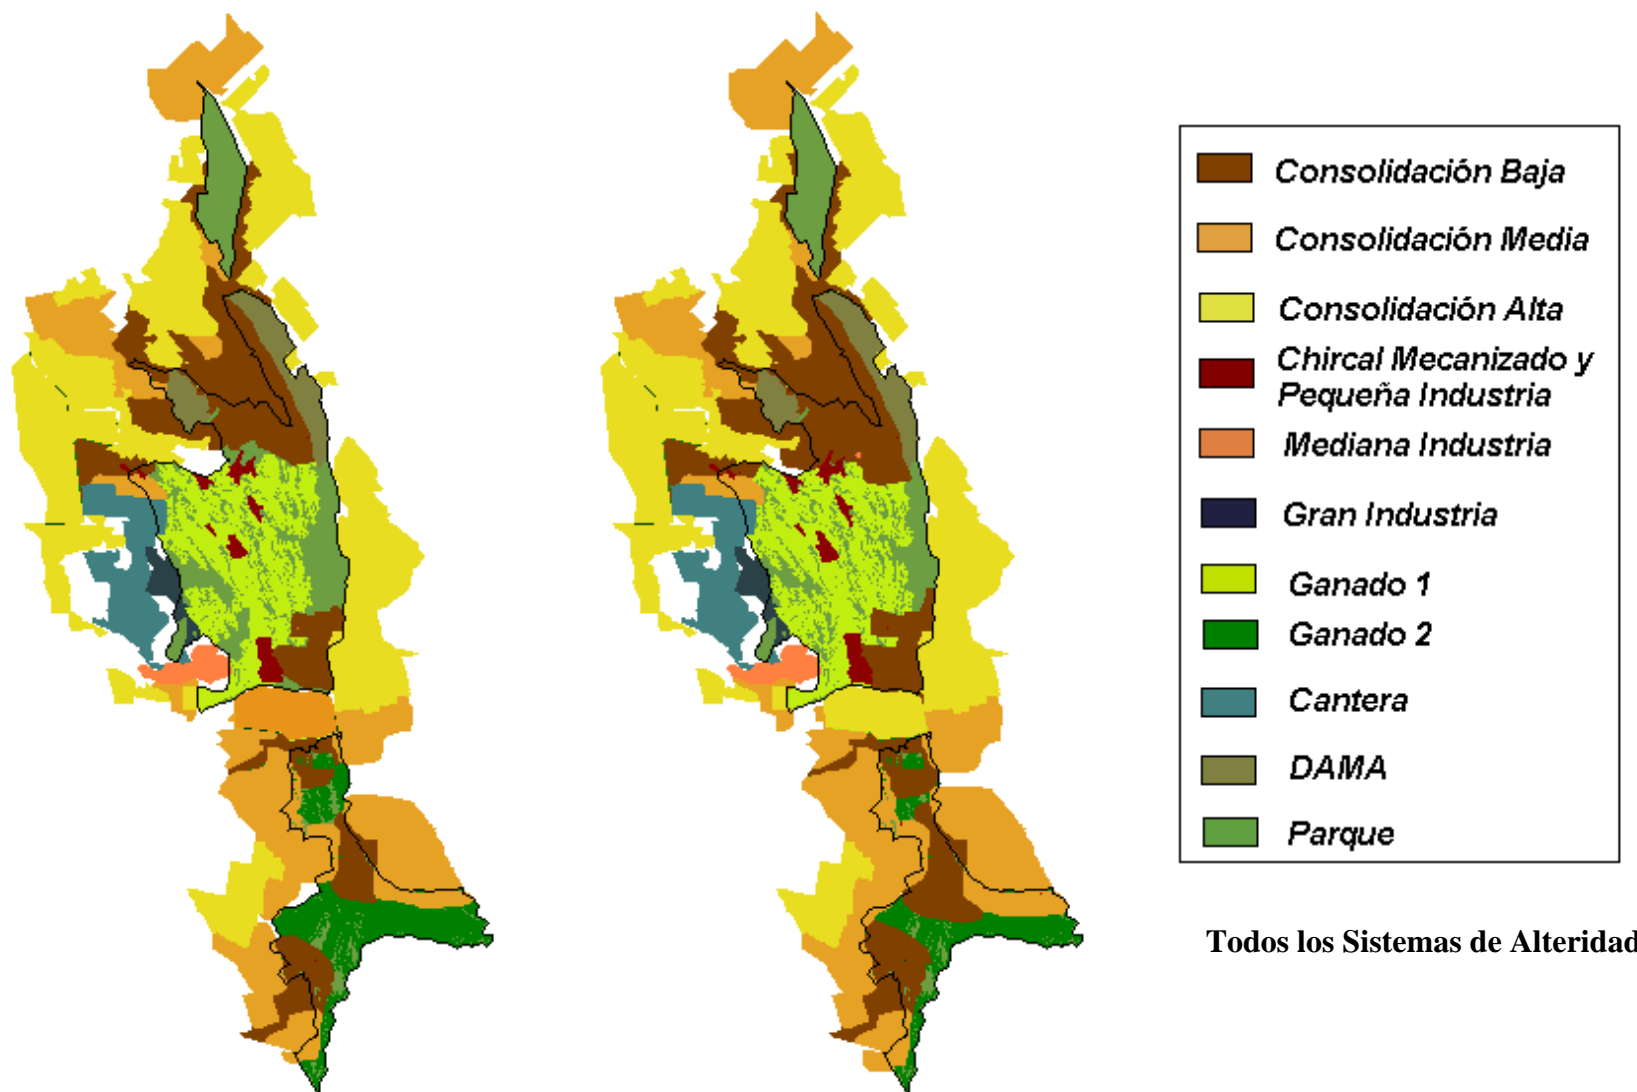 Consolidación Baja
Consolidación Media
Consolidación Alta
Chircal Mecanizado y
Pequeña Industria
Mediana Industria
Gran Industria
Ganado 1
Ganado 2
Cantera
DAMA
Parque
Todos los Sistemas de Alteridad